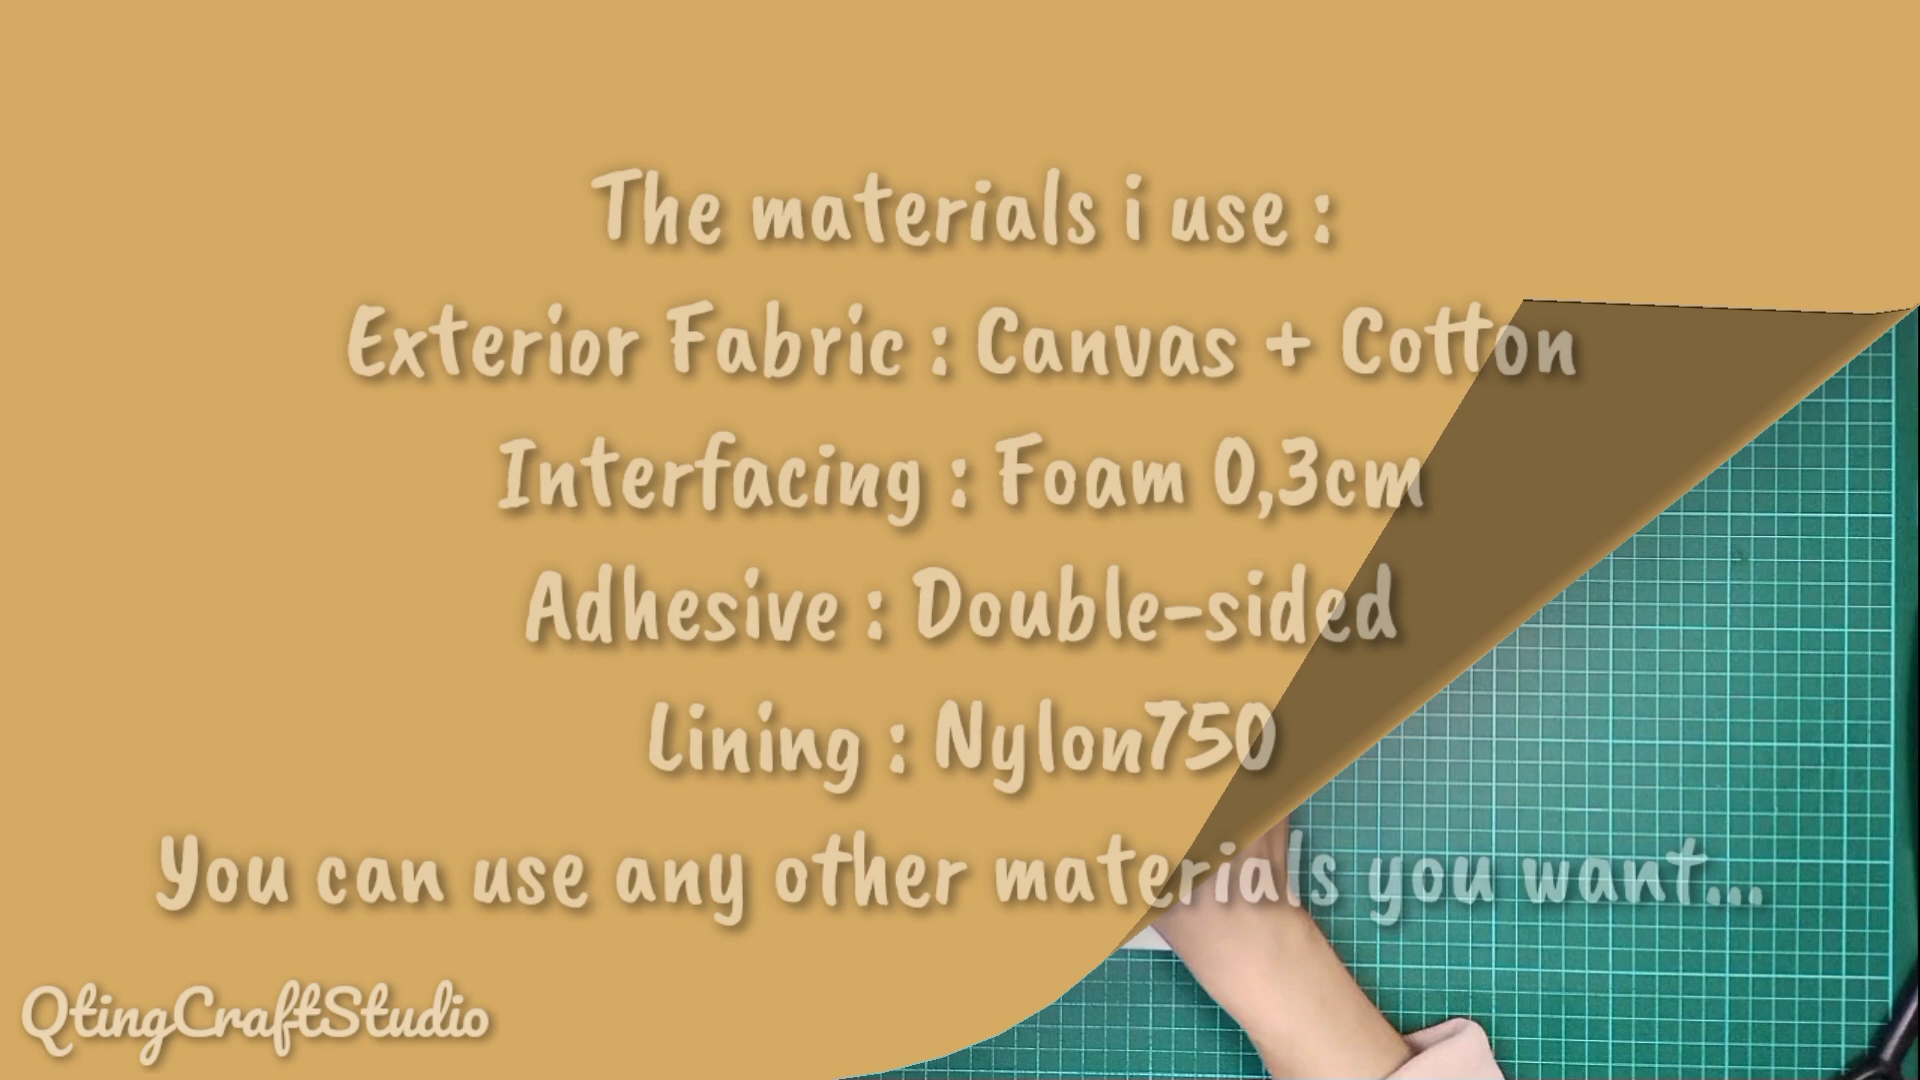 The materials i use :
Exterior Fabric : Canvas + Cotton
Interfacing : Foam 0,3cm
Adhesive : Double-sided
Lining : Nylon750
You can use any other materials you want...
QtingCraftStudio